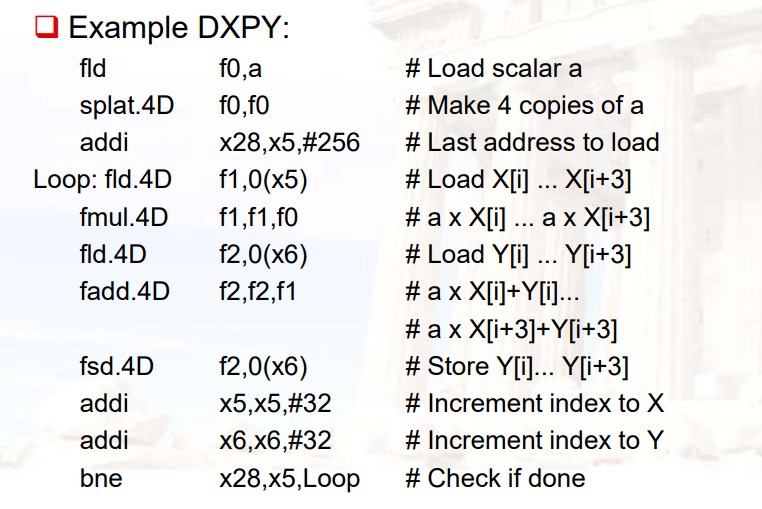 Example DXPY:
fld f0,a # Load scalar a
splat.4D f0,f0 # Make 4 copies of a
addi x28,x5,#256 # Last address to load
Loop: fld.4D f1,0(x5) # Load X[i] ... X[i+3]
fmul.4D f1,f1,f0 # a x X[i] ... a x X[i+3]
fld.4D f2,0(x6) # Load Y[i] ... Y[i+3]
fadd.4D f2,f2,f1 # a x X[i]+Y[i]...
# a x X[i+3]+Y[i+3]
fsd.4D f2,0(x6) # Store Y[i]... Y[i+3]
addi x5,x5,#32 # Increment index to X
addi x6,x6,#32 # Increment index to Y
bne x28,x5,Loop # Check if done